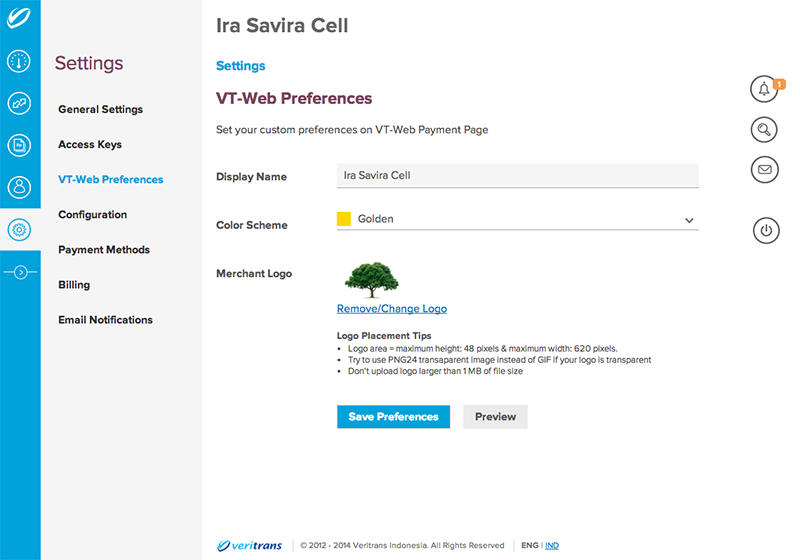 Ira Savira Cell
Settings
General Settings
Access Keys
VT-Web Preferences
Configuration
Payment Methods
Billing
Email Notifications
Settings
VT-Web Preferences
Set your custom preferences on VT-Web Payment Page
Display Name
Ira Savira Cell
Color Scheme
Golden
Merchant Logo
Remove/Change Logo
Logo Placement Tips
• Logo area = maximum height: 48 pixels & maximum width: 620 pixels.
• Try to use PNG24 transaparent image instead of GIF if your logo is transparent
• Don't upload logo larger than 1 MB of file size
Save Preferences
Preview
1
veritrans
© 2012 - 2014 Veritrans Indonesia. All Rights Reserved
ENG | IND